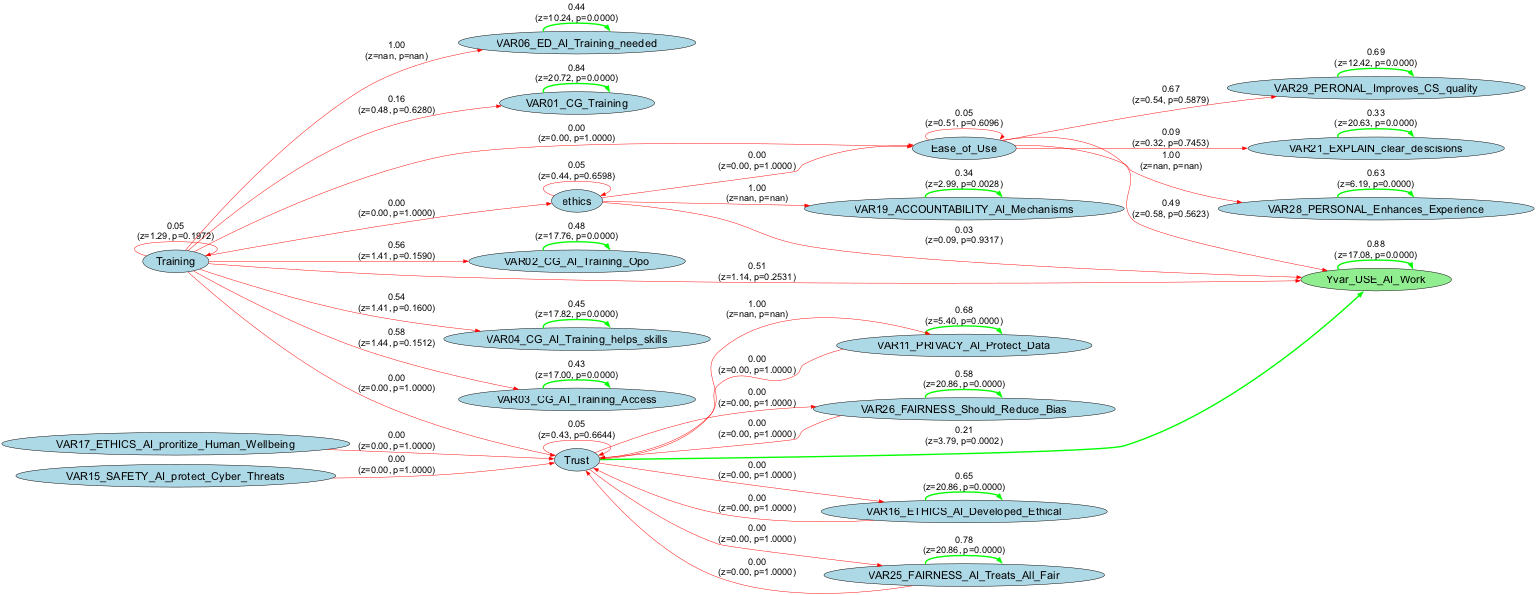 0.44
(z=10.24, p=0.0000)
VAR06_ED_AI_Training_needed
1.00
(z=nan, p=nan)
0.84
(z=20.72, p=0.0000)
VAR01_CG_Training
0.16
(z=0.48, p=0.6280)
0.69
(z=12.42, p=0.0000)
VAR29_PERONAL_Improves_CS_quality
0.67
(z=0.54, p=0.5879)
0.05
(z=0.51, p=0.6096)
Ease_of_Use
0.00
(z=0.00, p=1.0000)
0.33
(z=20.63, p=0.0000)
VAR21_EXPLAIN_clear_descisions
0.09
(z=0.32, p=0.7453)
1.00
(z=nan, p=nan)
0.00
(z=0.00, p=1.0000)
0.05
(z=0.44, p=0.6598)
ethics
1.00
(z=nan, p=nan)
0.34
(z=2.99, p=0.0028)
VAR19_ACCOUNTABILITY_AI_Mechanisms
0.63
(z=6.19, p=0.0000)
VAR28_PERSONAL_Enhances_Experience
0.49
(z=0.58, p=0.5623)
0.00
(z=0.00, p=1.0000)
0.03
(z=0.09, p=0.9317)
0.05
(z=1.29, p=0.1972)
Training
0.56
(z=1.41, p=0.1590)
0.48
(z=17.76, p=0.0000)
VAR02_CG_AI_Training_Opo
0.51
(z=1.14, p=0.2531)
0.88
(z=17.08, p=0.0000)
Yvar_USE_AI_Work
0.54
(z=1.41, p=0.1600)
0.45
(z=17.82, p=0.0000)
VAR04_CG_AI_Training_helps_skills
1.00
(z=nan, p=nan)
0.68
(z=5.40, p=0.0000)
VAR11_PRIVACY_AI_Protect_Data
0.58
(z=1.44, p=0.1512)
0.43
(z=17.00, p=0.0000)
VAR03_CG_AI_Training_Access
0.00
(z=0.00, p=1.0000)
0.00
(z=0.00, p=1.0000)
0.00
(z=0.00, p=1.0000)
0.58
(z=20.86, p=0.0000)
VAR26_FAIRNESS_Should_Reduce_Bias
0.00
(z=0.00, p=1.0000)
0.21
(z=3.79, p=0.0002)
VAR17_ETHICS_AI_proritize_Human_Wellbeing
0.00
(z=0.00, p=1.0000)
0.05
(z=0.43, p=0.6644)
Trust
VAR15_SAFETY_AI_protect_Cyber_Threats
0.00
(z=0.00, p=1.0000)
0.00
(z=0.00, p=1.0000)
0.65
(z=20.86, p=0.0000)
VAR16_ETHICS_AI_Developed_Ethical
0.00
(z=0.00, p=1.0000)
0.00
(z=0.00, p=1.0000)
0.78
(z=20.86, p=0.0000)
VAR25_FAIRNESS_AI_Treats_All_Fair
0.00
(z=0.00, p=1.0000)